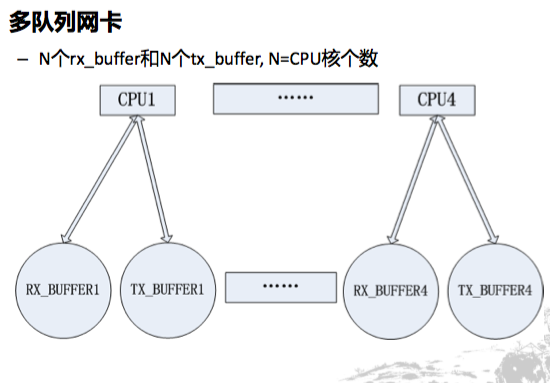 多队列网卡
– N个rx_buffer和N个tx_buffer, N=CPU核个数
CPU1
……
CPU4
RX_BUFFER1
TX_BUFFER1
……
RX_BUFFER4
TX_BUFFER4